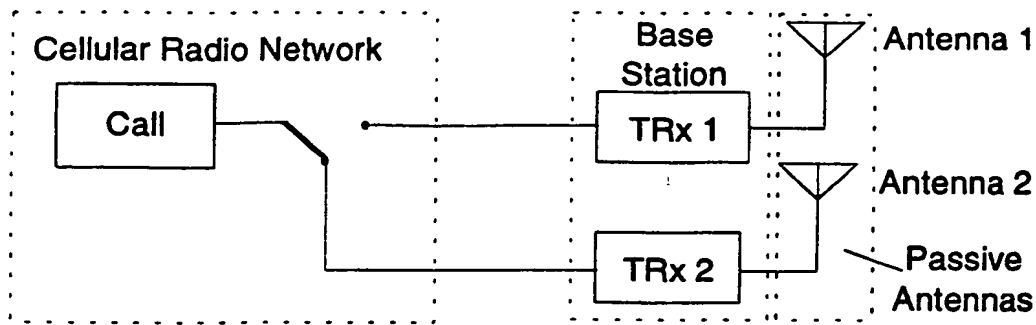 Cellular Radio Network
Call
Base
Station
TRx 1
TRx 2
Antenna 1
Antenna 2
Passive
Antennas